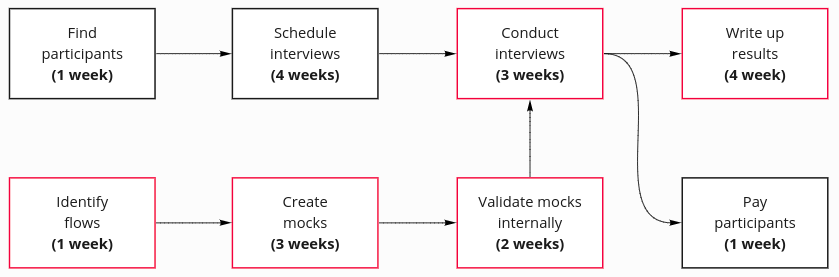 Find
participants
(1 week)
Schedule
interviews
(4 weeks)
Conduct
interviews
(3 weeks)
Write up
results
(4 week)
Identify
flows
(1 week)
Create
mocks
(3 weeks)
Validate mocks
internally
(2 weeks)
Pay
participants
(1 week)